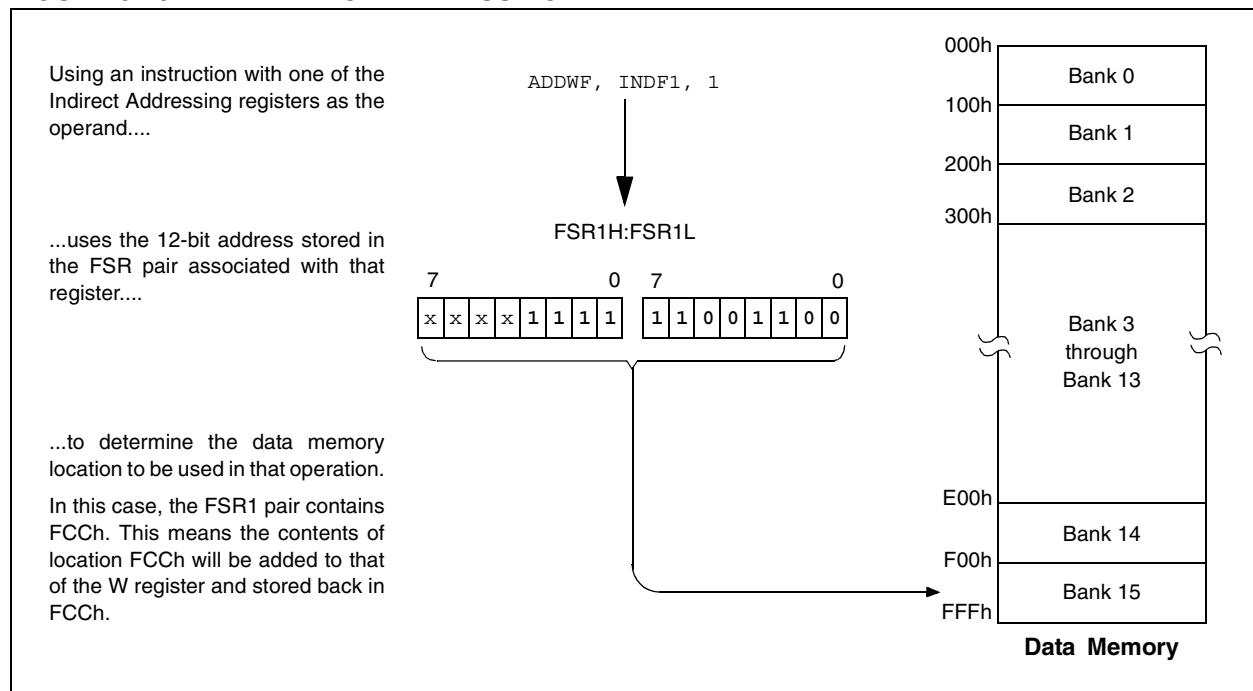 Using an instruction with one of the
Indirect Addressing registers as the
operand....
ADDWF, INDF1, 1
...uses the 12-bit address stored in
the FSR pair associated with that
register....
FSR1H:FSR1L
7 0 7 0
x x x x 1 1 1 1 1 1 0 0 1 1 0 0
...to determine the data memory
location to be used in that operation.
In this case, the FSR1 pair contains
FCCh. This means the contents of
location FCCh will be added to that
of the W register and stored back in
FCCh.
000h
Bank 0
100h
Bank 1
200h
Bank 2
300h
Bank 3
through
Bank 13
E00h
Bank 14
F00h
Bank 15
FFFh
Data Memory